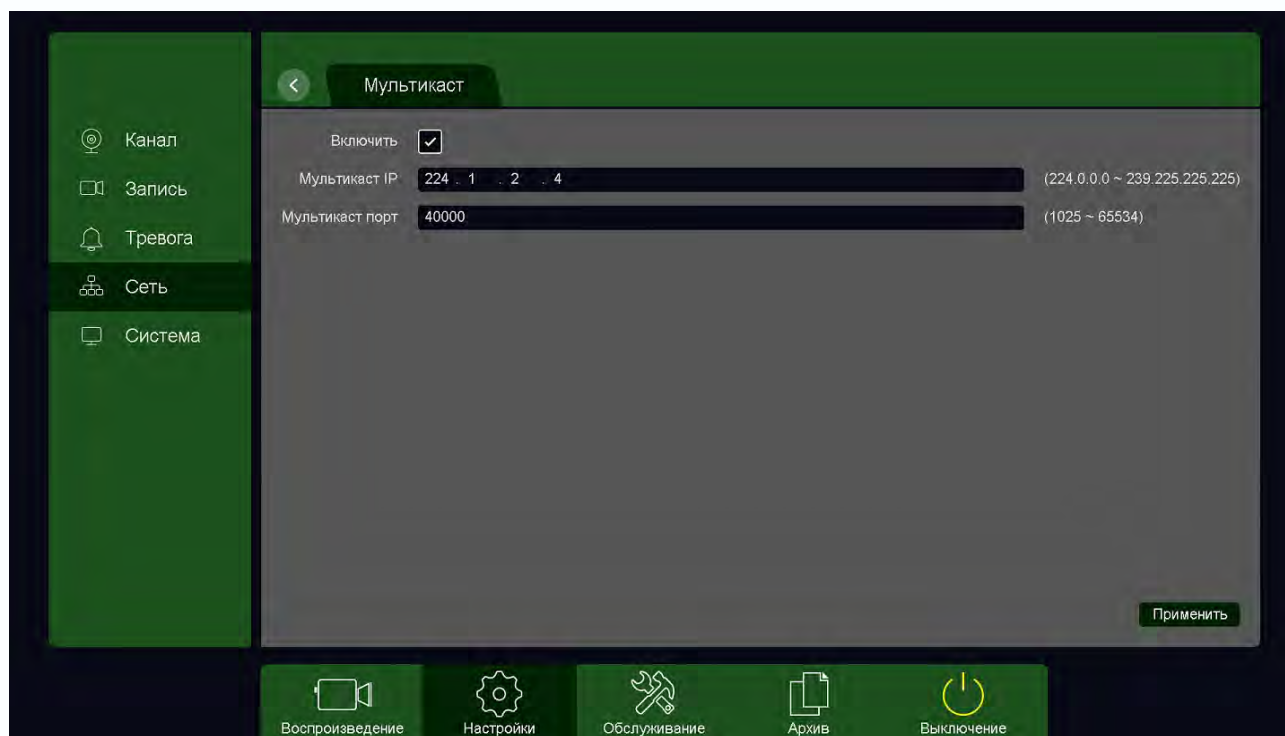 Мультикаст
Канал
Запись
Тревога
Сеть
Система
Включить
Мультикаст IP 224 . 1 . 2 . 4 (224.0.0.0 ~ 239.225.225.225)
Мультикаст порт 40000 (1025 ~ 65534)
Применить
Воспроизведение Настройки Обслуживание Архив Выключение